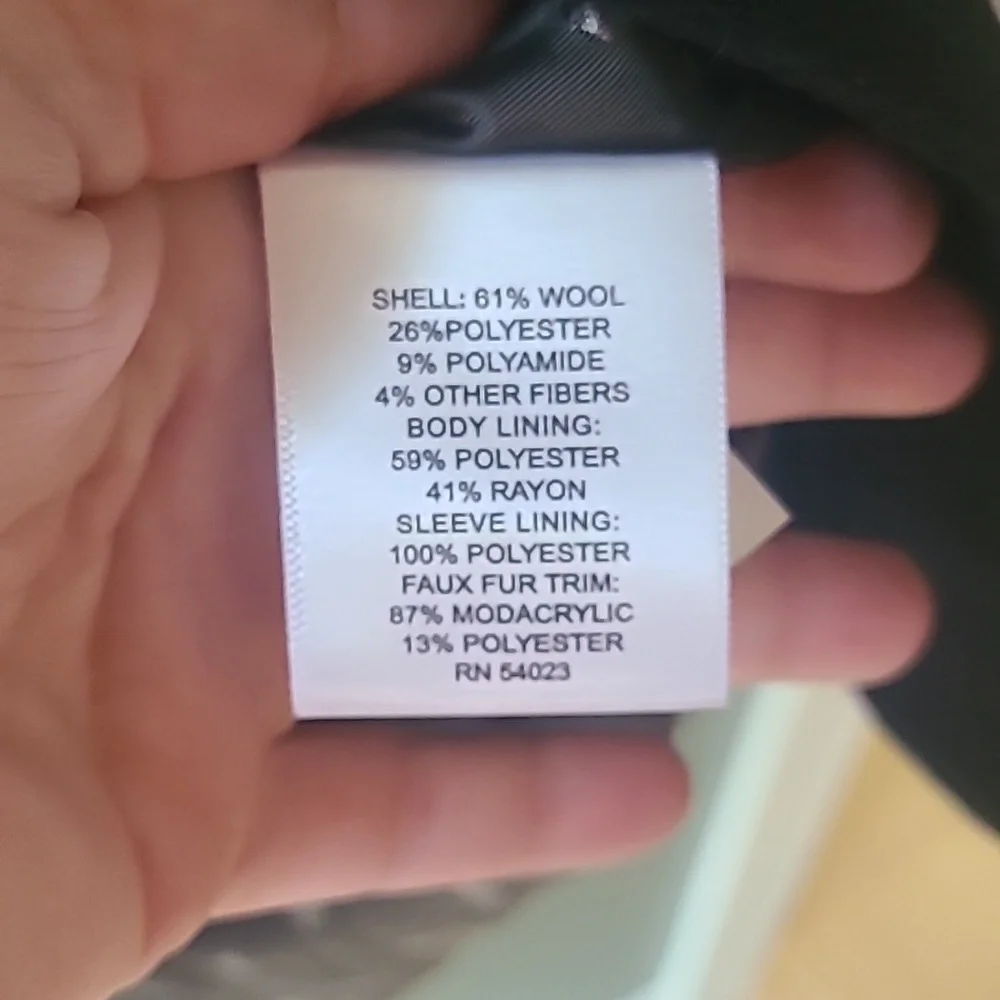 SHELL: 61% WOOL
26%POLYESTER
9% POLYAMIDE
4% OTHER FIBERS
BODY LINING:
59% POLYESTER
41% RAYON
SLEEVE LINING:
100% POLYESTER
FAUX FUR TRIM:
87% MODACRYLIC
13% POLYESTER
RN 54023